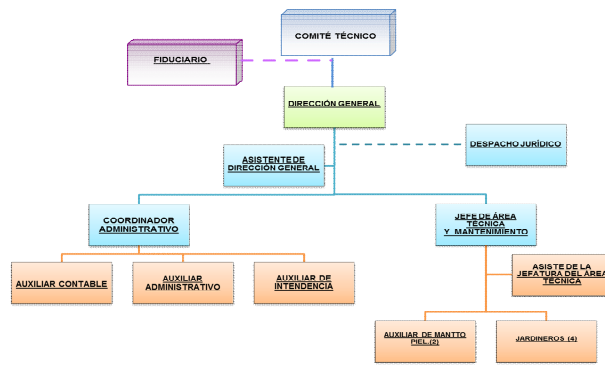 COMITÉ TÉCNICO
FIDUCIARIO
DIRECCIÓN GENERAL
DESPACHO JURÍDICO
ASISTENTE DE
DIRECCIÓN GENERAL
COORDINADOR
ADMINISTRATIVO
JEFE DE ÁREA
TÉCNICA
Y MANTENIMIENTO
AUXILIAR CONTABLE
AUXILIAR
ADMINISTRATIVO
AUXILIAR DE
INTENDENCIA
ASISTE DE LA
JEFATURA DEL ÁREA
TÉCNICA
AUXILIAR DE MANTTO
PIEL.(2)
JARDINEROS (4)